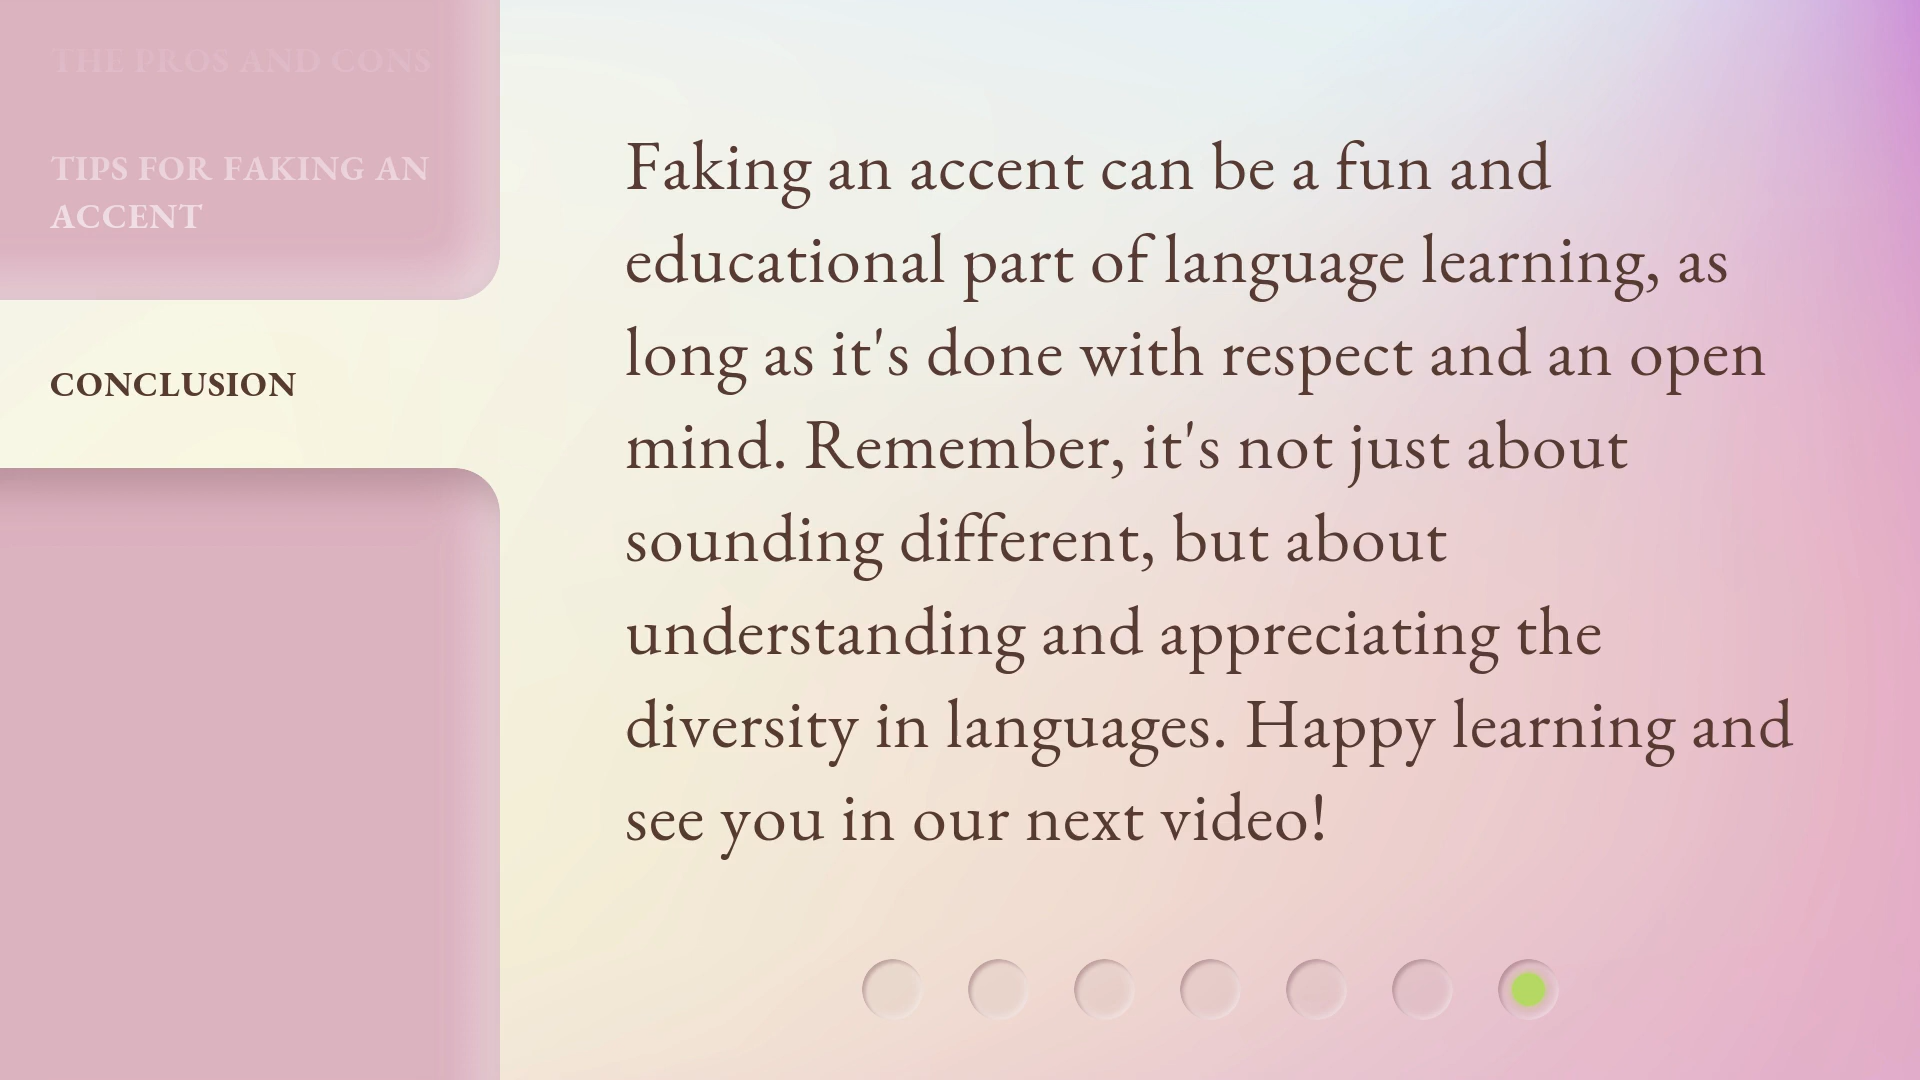 THE PROS AND CONS
TIPS FOR FAKING AN
ACCENT
CONCLUSION
Faking an accent can be a fun and
educational part of language learning, as
long as it's done with respect and an open
mind. Remember, it's not just about
sounding different, but about
understanding and appreciating the
diversity in languages. Happy learning and
see you in our next video!